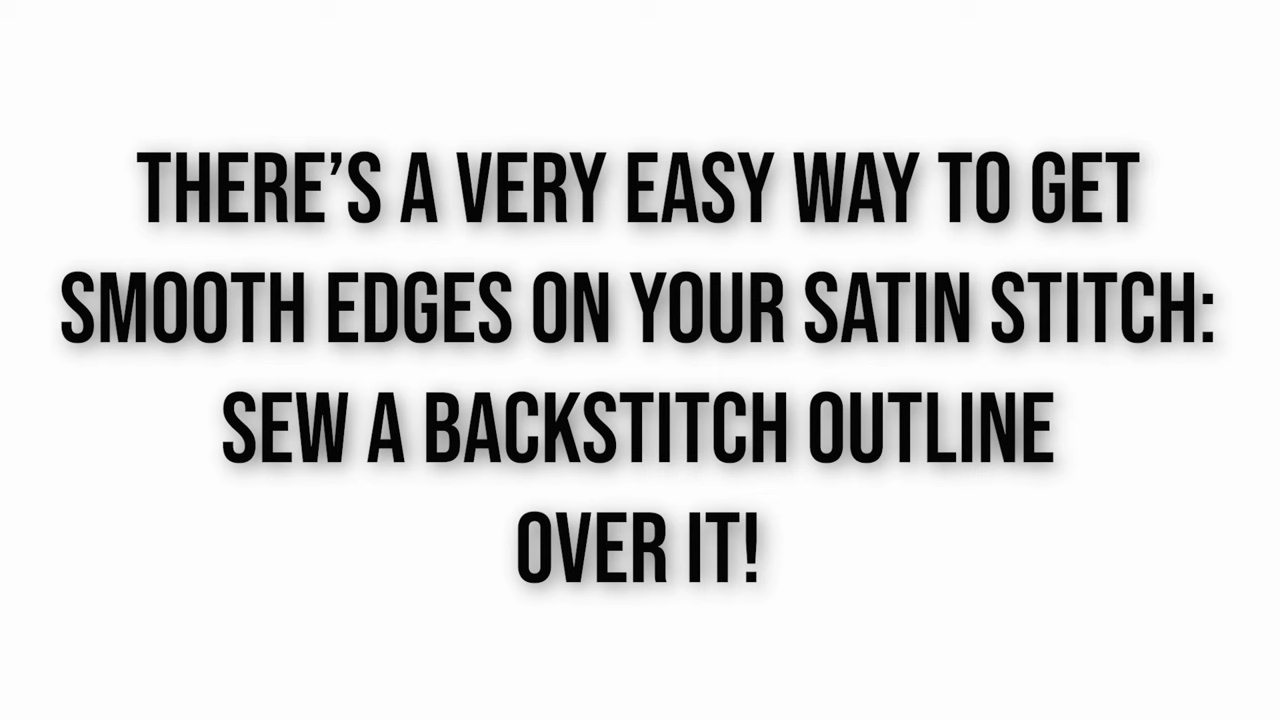 THERE’S A VERY EASY WAY TO GET
SMOOTH EDGES ON YOUR SATIN STITCH:
SEW A BACKSTITCH OUTLINE
OVER IT!